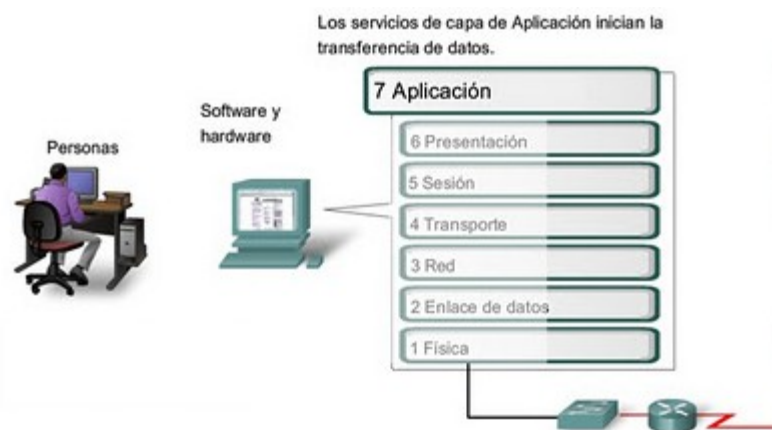 Los servicios de capa de Aplicación inician la
transferencia de datos.
7 Aplicación
Software y
hardware
Personas
6 Presentación
5 Sesión
4 Transporte
3 Red
2 Enlace de datos
1 Física